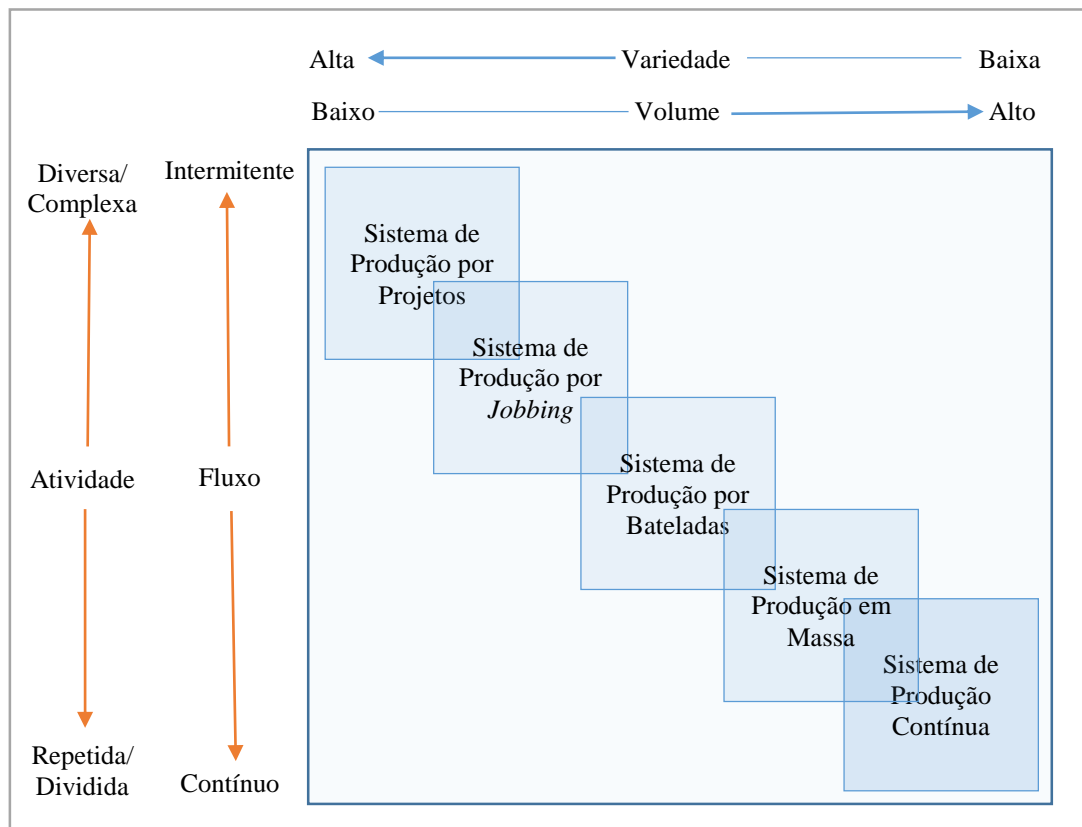 Alta Variedade Baixa
Baixo Volume Alto
Diversa/
Complexa
Intermitente
Sistema de
Produção por
Projetos
Sistema de
Produção por
Jobbing
Atividade
Fluxo
Sistema de
Produção por
Bateladas
Sistema de
Produção em
Massa
Sistema de
Produção
Contínua
Repetida/
Dividida
Contínuo